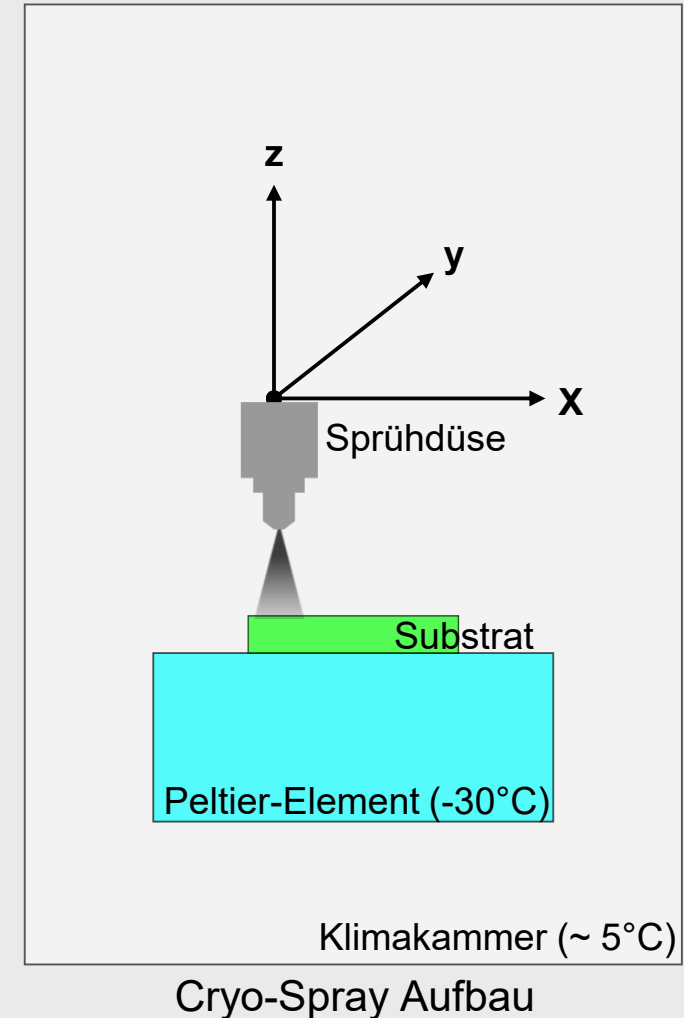 z
y
X
Sprühdüse
Substrat
Peltier-Element (-30°C)
Klimakammer (~ 5°C)
Cryo-Spray Aufbau